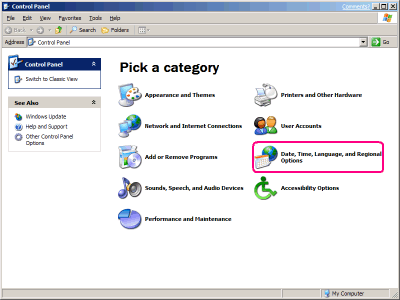 Control Panel
Comments?
File Edit View Favorites Tools Help
Back Search Folders
Address Control Panel Go
Control Panel
Switch to Classic View
See Also
Windows Update
Help and Support
Other Control Panel
Options
Pick a category
Appearance and Themes
Printers and Other Hardware
Network and Internet Connections
User Accounts
Add or Remove Programs
Date, Time, Language, and Regional
Options
Sounds, Speech, and Audio Devices
Accessibility Options
Performance and Maintenance
My Computer